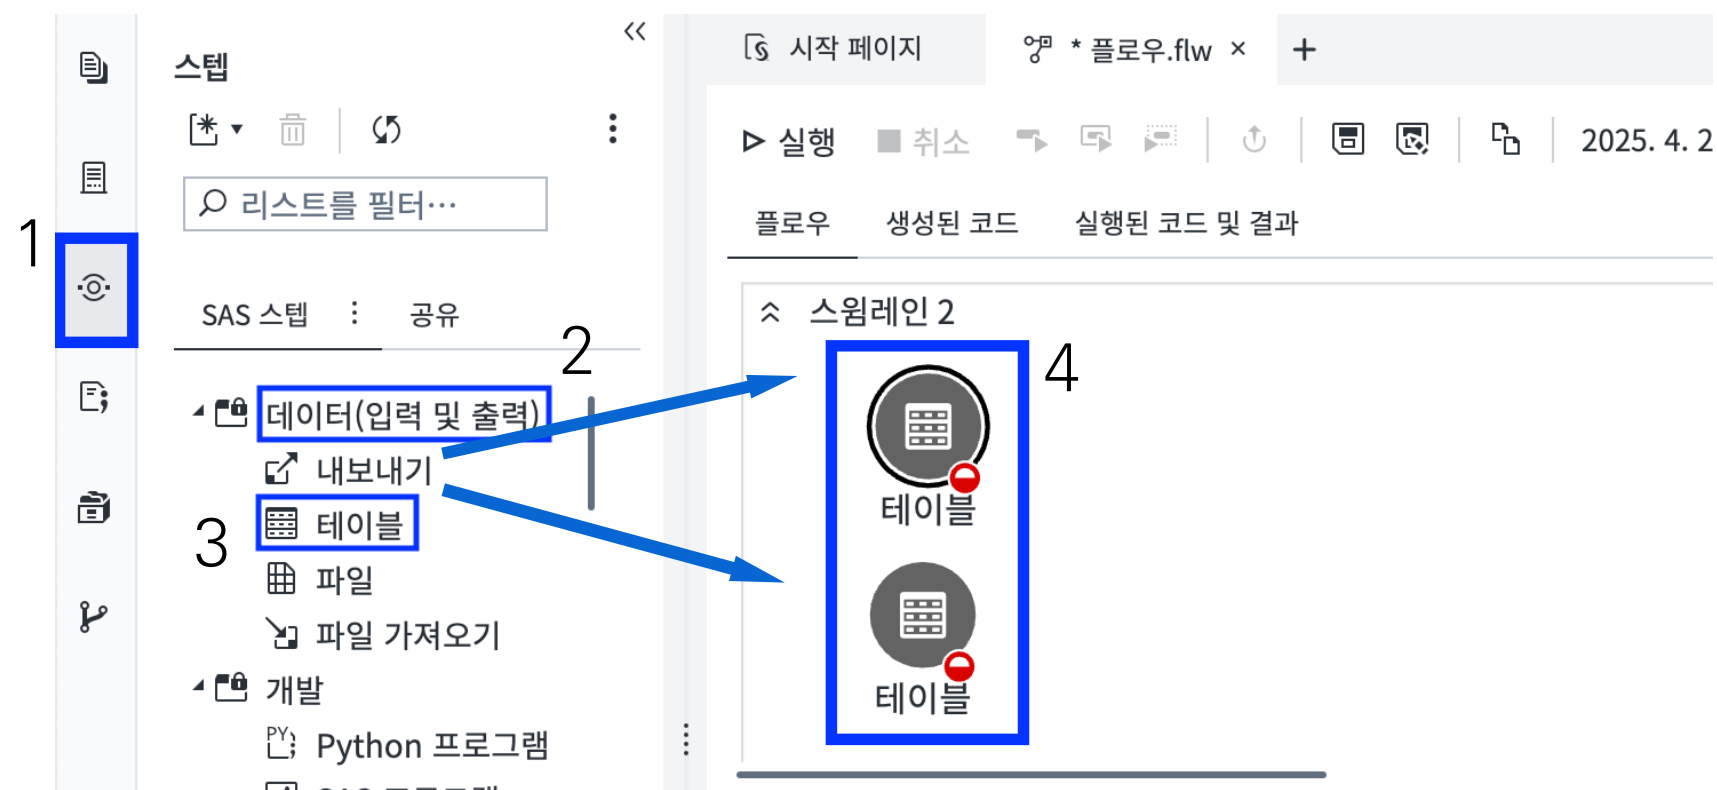 시작 페이지
* 플로우.flw ×
스텝
실행
취소
2025. 4. 2
리스트를 필터…
플로우
생성된 코드
실행된 코드 및 결과
1
SAS 스텝
공유
스윔레인 2
2
4
데이터(입력 및 출력)
내보내기
테이블
3
테이블
파일
파일 가져오기
테이블
개발
PY;
Python 프로그램